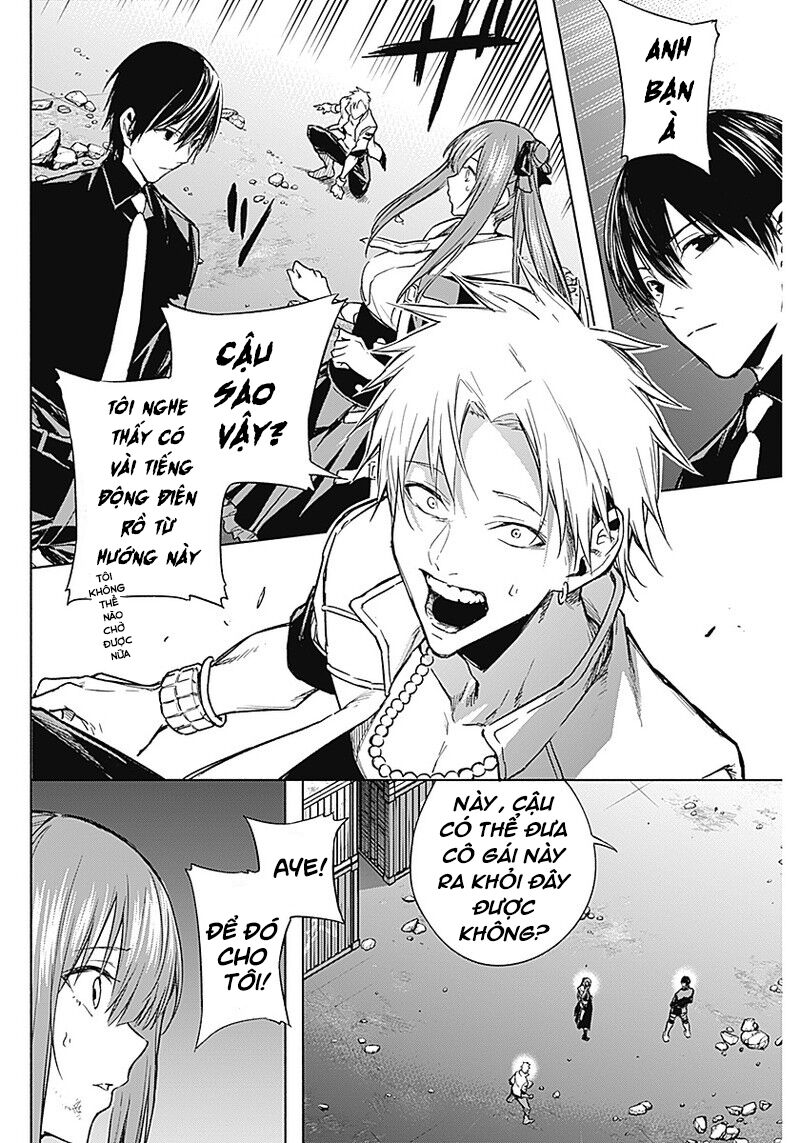 ANH
BẠN
À
CẬU
SAO
VẬY?
TÔI NGHE
THẤY CÓ
VÀI TIẾNG
ĐỘNG ĐIÊN
RỒ TỪ
HƯỚNG NÀY
TÔI
KHÔNG
THỂ
NÀO
CHỜ
ĐƯỢC
NỮA
NÀY, CẬU
CÓ THỂ ĐƯA
CÔ GÁI NÀY
RA KHỎI ĐÂY
ĐƯỢC
KHÔNG?
AYE!
ĐỂ ĐÓ
CHO
TÔI!